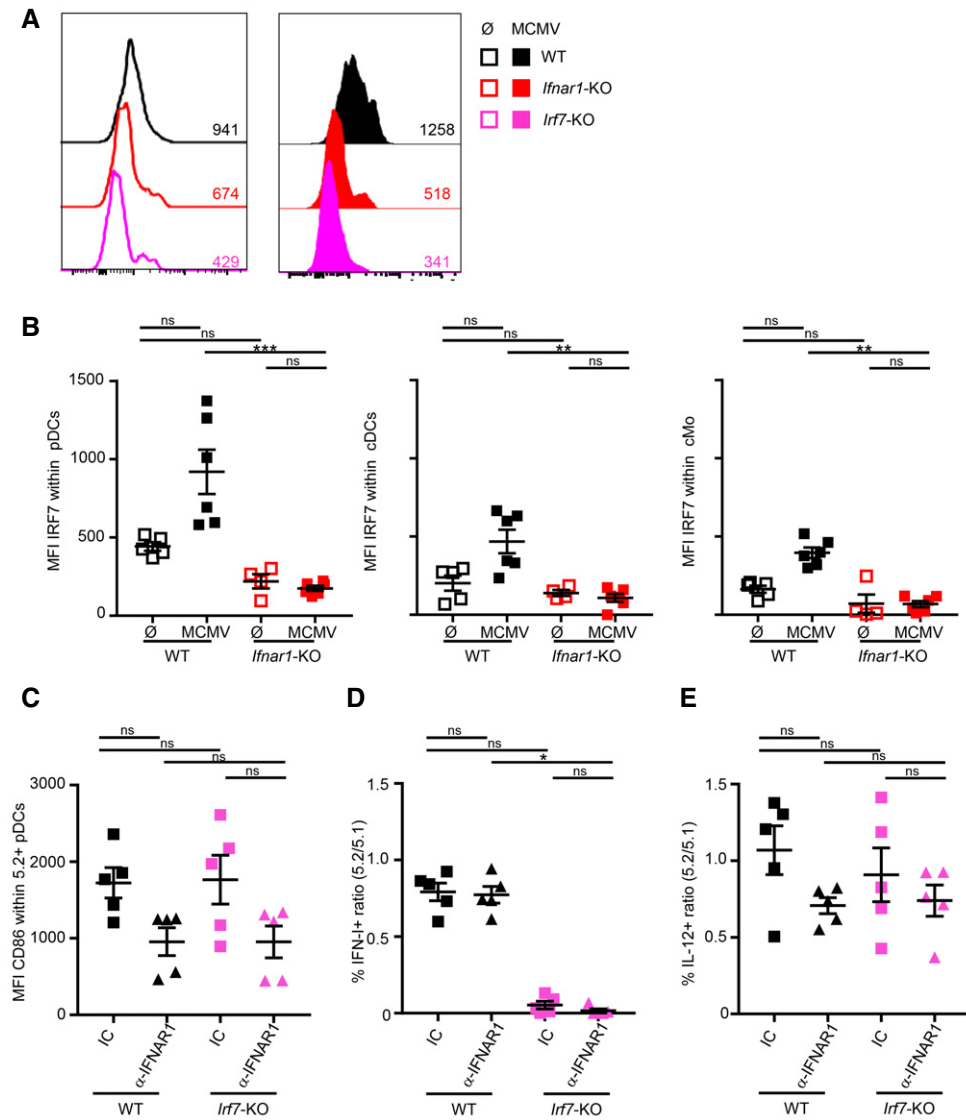 A
Ø MCMV
WT
Ifnar1-KO
Irf7-KO
941
674
429
1258
518
341
B
ns
ns
***
ns
MFI IRF7 within pDCs
1500
1000
500
0
Ø MCMV Ø MCMV
WT Ifnar1-KO
ns
ns
**
ns
MFI IRF7 within cDCs
Ø MCMV Ø MCMV
WT Ifnar1-KO
ns
ns
**
ns
MFI IRF7 within cMo
Ø MCMV Ø MCMV
WT Ifnar1-KO
C
ns
ns
ns
ns
MFI CD86 within 5.2+ pDCs
3000
2000
1000
0
IC α-IFNAR1 IC α-IFNAR1
WT Irf7-KO
D
ns
ns
*
ns
% IFN-I+ ratio (5.2/5.1)
1.5
1.0
0.5
0
IC α-IFNAR1 IC α-IFNAR1
WT Irf7-KO
E
ns
ns
ns
ns
% IL-12+ ratio (5.2/5.1)
1.5
1.0
0.5
0
IC α-IFNAR1 IC α-IFNAR1
WT Irf7-KO